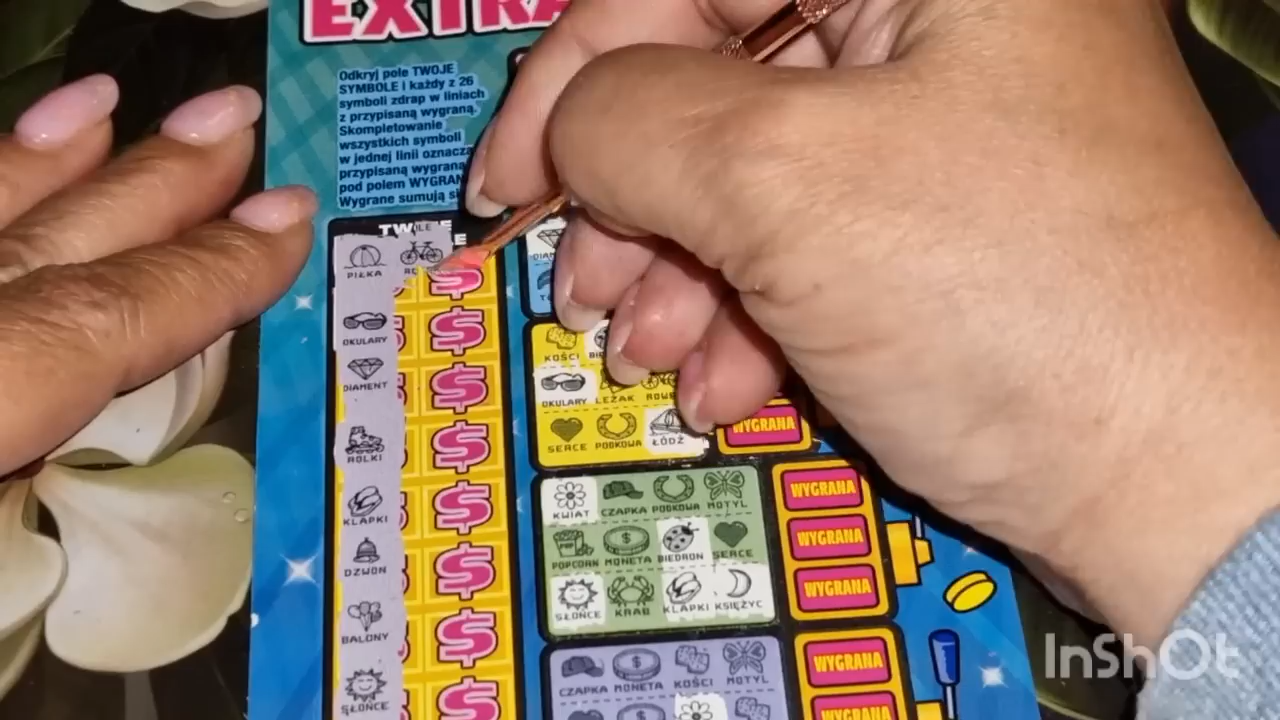 EXTRA
Odkryj pole TWOJE
SYMBOLE i każdy z 26
symboli zdrap w liniach
z przypisaną wygraną.
Skompletowanie
wszystkich symboli
w jednej linii oznacza
przypisaną wygraną
pod polem
Wygrane sumują
PIŁKA
OKULARY
DIAMENT
ROLKI
KLAPKI
DZWON
BALONY
SŁOŃCE
$
$
$
$
$
$
$
$
KOŚCI
OKULARY LEŻAK
SERCE PODKOWA ŁÓDŹ
WYGRANA
KWIAT CZAPKA PODKOWA MOTYL
WYGRANA
POPCORN MONETA BIEDRON SERCE
WYGRANA
SŁOŃCE KRAB KLAPKI KSIĘŻYC
WYGRANA
CZAPKA MONETA KOŚCI MOTYL
WYGRANA
WYGRANA
InShOt